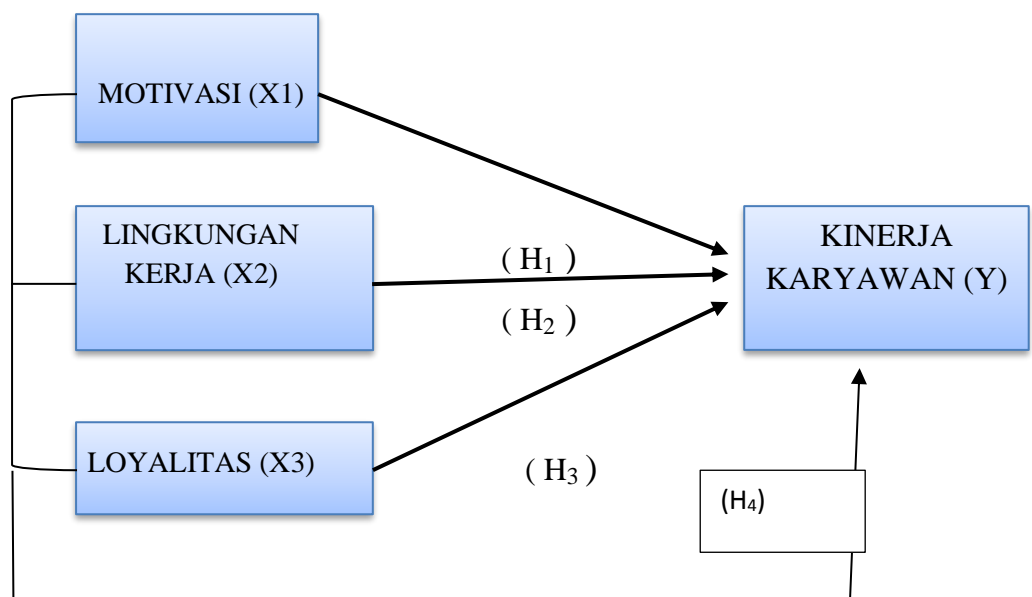 MOTIVASI (X1)
LINGKUNGAN
KERJA (X2)
LOYALITAS (X3)
( H₁ )
( H₂ )
( H₃ )
(H₄)
KINERJA
KARYAWAN (Y)